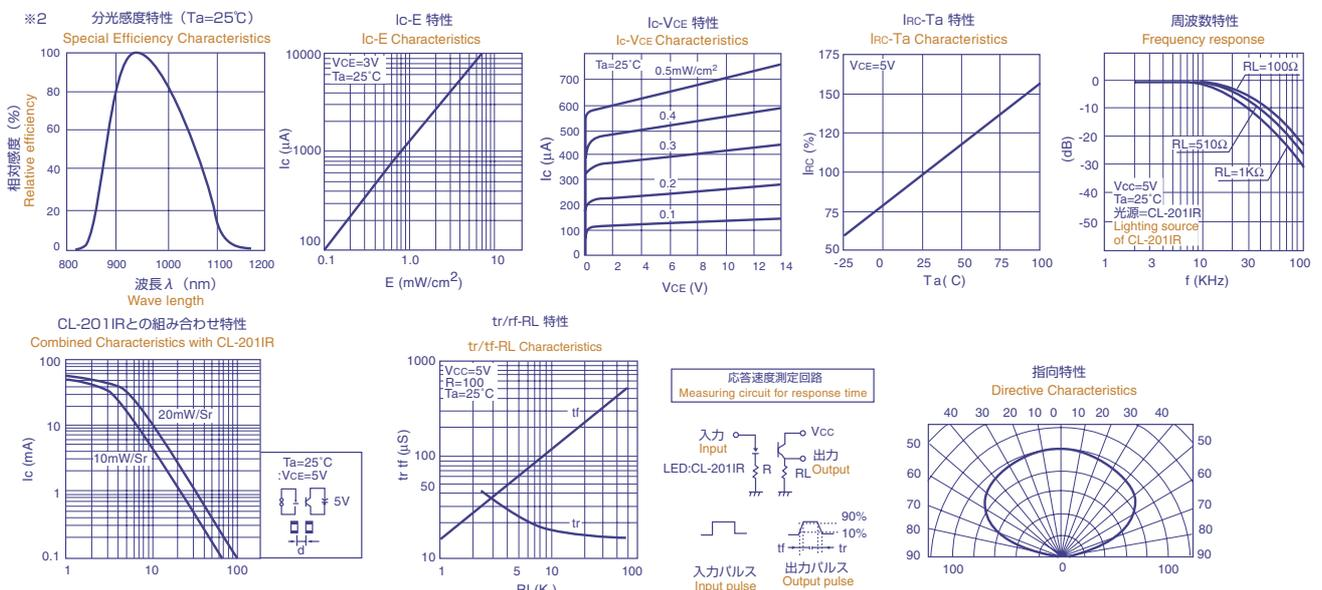 ※2
分光感度特性（Ta=25℃）
Special Efficiency Characteristics
相対感度（%）
Relative efficiency
100
80
60
40
20
0
800 900 1000 1100 1200
波長λ（nm）
Wave length
Ic-E 特性
Ic-E Characteristics
VCE=3V
Ta=25˚C
Ic (μA)
10000
1000
100
0.1 1.0 10
E (mW/cm2)
Ic-VCE 特性
Ic-VCE Characteristics
Ta=25˚C
0.5mW/cm2
0.4
0.3
0.2
0.1
Ic (μA)
700
600
500
400
300
200
100
0
0 2 4 6 8 10 12 14
VCE (V)
IRC-Ta 特性
IRC-Ta Characteristics
VCE=5V
IRC (%)
175
150
125
100
75
50
-25 0 25 50 75 100
Ta( C)
周波数特性
Frequency response
RL=100Ω
RL=510Ω
RL=1KΩ
(dB)
0
-10
-20
-30
-40
-50
Vcc=5V
Ta=25˚C
光源=CL-201IR
Lighting source
of CL-201IR
1 3 10 30 100
f (KHz)
CL-201IRとの組み合わせ特性
Combined Characteristics with CL-201IR
Ic (mA)
100
10
1
0.1
20mW/Sr
10mW/Sr
1 10 100
Ta=25˚C
:VCE=5V
5V
d
tr/rf-RL 特性
tr/tf-RL Characteristics
VCC=5V
R=100
Ta=25˚C
tr tf (μS)
1000
100
50
10
tf
tr
1 5 10 50 100
応答速度測定回路
Measuring circuit for response time
入力
Input
LED:CL-201IR
R
VCC
出力
Output
RL
90%
10%
tf
tr
入力パルス
Input pulse
出力パルス
Output pulse
指向特性
Directive Characteristics
40 30 20 10 0 10 20 30 40
50 50
60 60
70 70
80 80
90 90
100 0 100